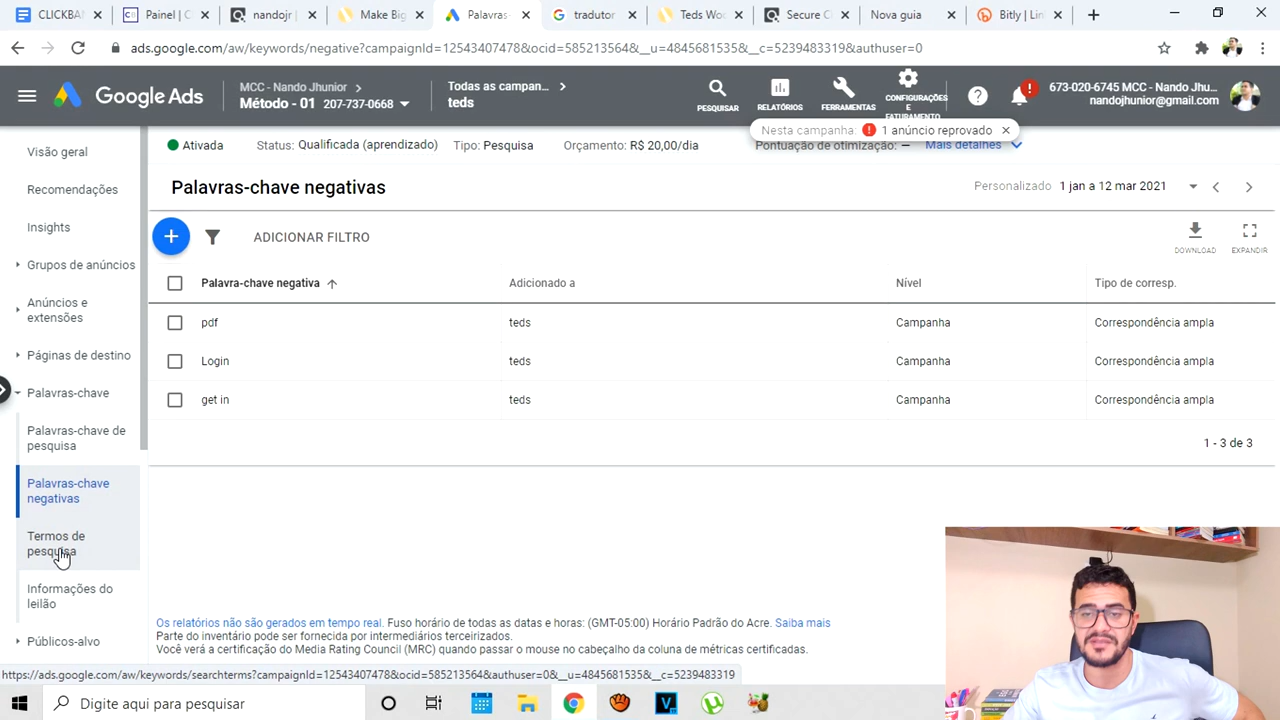 CLICKBA
Painel | G
nandojr |
Make Big
Palavras-
tradutor
Teds Woo
Secure Cl
Nova guia
Bitly | Lin
ads.google.com/aw/keywords/negative?campaignId=12543407478&ocid=585213564&__u=4845681535&__c=5239483319&authuser=0
Google Ads
MCC - Nando Jhunior
Método - 01 207-737-0668
Todas as campan...
teds
PESQUISAR
RELATÓRIOS
FERRAMENTAS
CONFIGURAÇÕES
E
FATURAMENTO
673-020-6745 MCC - Nando Jhu...
nandojhunior@gmail.com
Nesta campanha: 1 anúncio reprovado
Ativada Status: Qualificada (aprendizado) Tipo: Pesquisa Orçamento: R$ 20,00/dia Pontuação de otimização: – Mais detalhes
Visão geral
Recomendações
Insights
Grupos de anúncios
Anúncios e
extensões
Páginas de destino
Palavras-chave
Palavras-chave de
pesquisa
Palavras-chave
negativas
Termos de
pesquisa
Informações do
leilão
Públicos-alvo
Palavras-chave negativas
Personalizado 1 jan a 12 mar 2021
ADICIONAR FILTRO
DOWNLOAD
EXPANDIR
Palavra-chave negativa Adicionado a Nível Tipo de corresp.
pdf teds Campanha Correspondência ampla
Login teds Campanha Correspondência ampla
get in teds Campanha Correspondência ampla
1 - 3 de 3
Os relatórios não são gerados em tempo real. Fuso horário de todas as datas e horas: (GMT-05:00) Horário Padrão do Acre. Saiba mais
Parte do inventário pode ser fornecida por intermediários terceirizados.
Você verá a certificação do Media Rating Council (MRC) quando passar o mouse no cabeçalho da coluna de métricas certificadas.
https://ads.google.com/aw/keywords/searchterms?campaignId=12543407478&ocid=585213564&authuser=0&__u=4845681535&__c=5239483319
Digite aqui para pesquisar